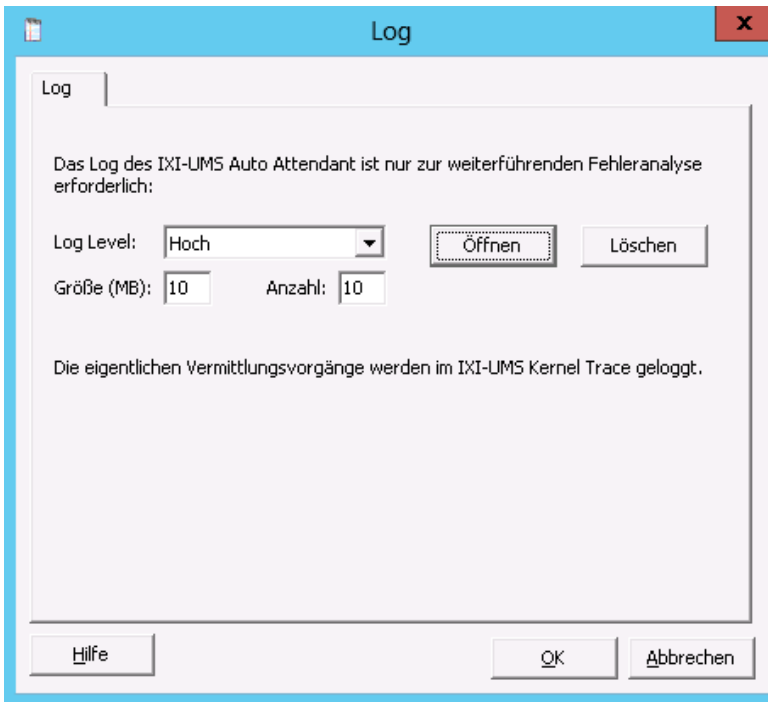 Log
x
Log
Das Log des IXI-UMS Auto Attendant ist nur zur weiterführenden Fehleranalyse
erforderlich:
Log Level: Hoch Öffnen Löschen
Größe (MB): 10 Anzahl: 10
Die eigentlichen Vermittlungsvorgänge werden im IXI-UMS Kernel Trace geloggt.
Hilfe OK Abbrechen